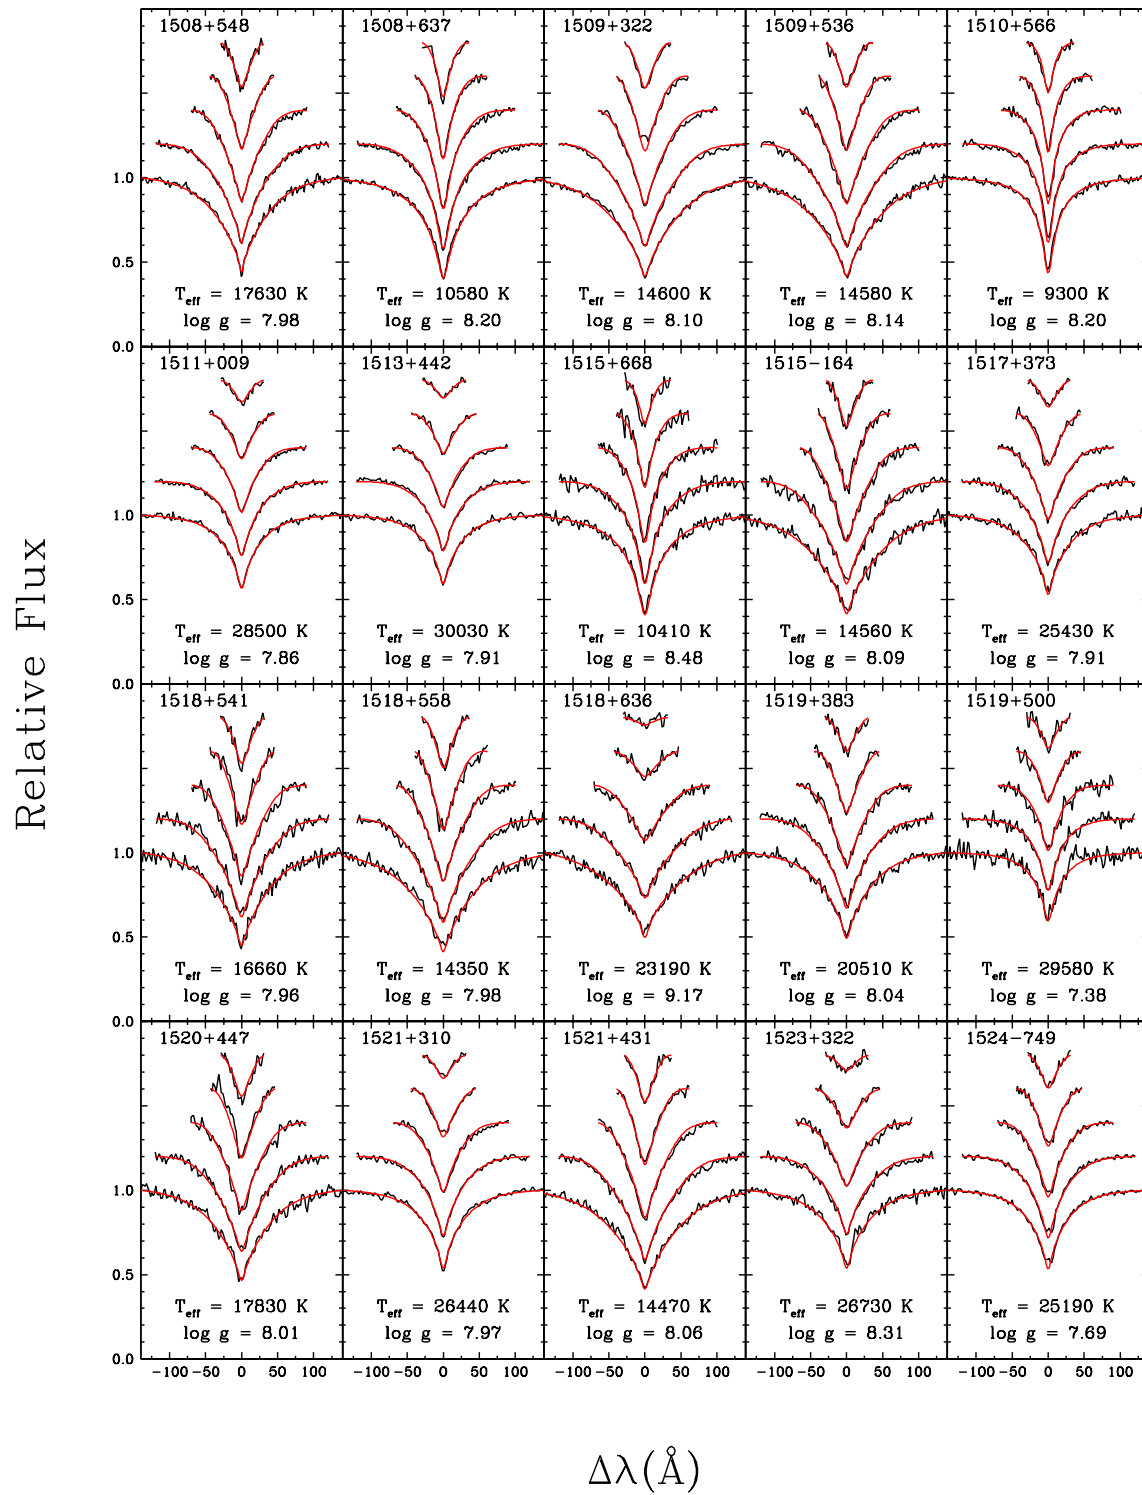 1508+548 1508+637 1509+322 1509+536 1510+566
1.0
0.5
T_eff = 17630 K T_eff = 10580 K T_eff = 14600 K T_eff = 14580 K T_eff = 9300 K
log g = 7.98 log g = 8.20 log g = 8.10 log g = 8.14 log g = 8.20
0.0
1511+009 1513+442 1515+668 1515−164 1517+373
1.0
0.5
T_eff = 28500 K T_eff = 30030 K T_eff = 10410 K T_eff = 14560 K T_eff = 25430 K
log g = 7.86 log g = 7.91 log g = 8.48 log g = 8.09 log g = 7.91
0.0
Relative Flux
1518+541 1518+558 1518+636 1519+383 1519+500
1.0
0.5
T_eff = 16660 K T_eff = 14350 K T_eff = 23190 K T_eff = 20510 K T_eff = 29580 K
log g = 7.96 log g = 7.98 log g = 9.17 log g = 8.04 log g = 7.38
0.0
1520+447 1521+310 1521+431 1523+322 1524−749
1.0
0.5
T_eff = 17830 K T_eff = 26440 K T_eff = 14470 K T_eff = 26730 K T_eff = 25190 K
log g = 8.01 log g = 7.97 log g = 8.06 log g = 8.31 log g = 7.69
0.0
−100 −50 0 50 100 −100 −50 0 50 100 −100 −50 0 50 100 −100 −50 0 50 100 −100 −50 0 50 100
Δλ(Å)